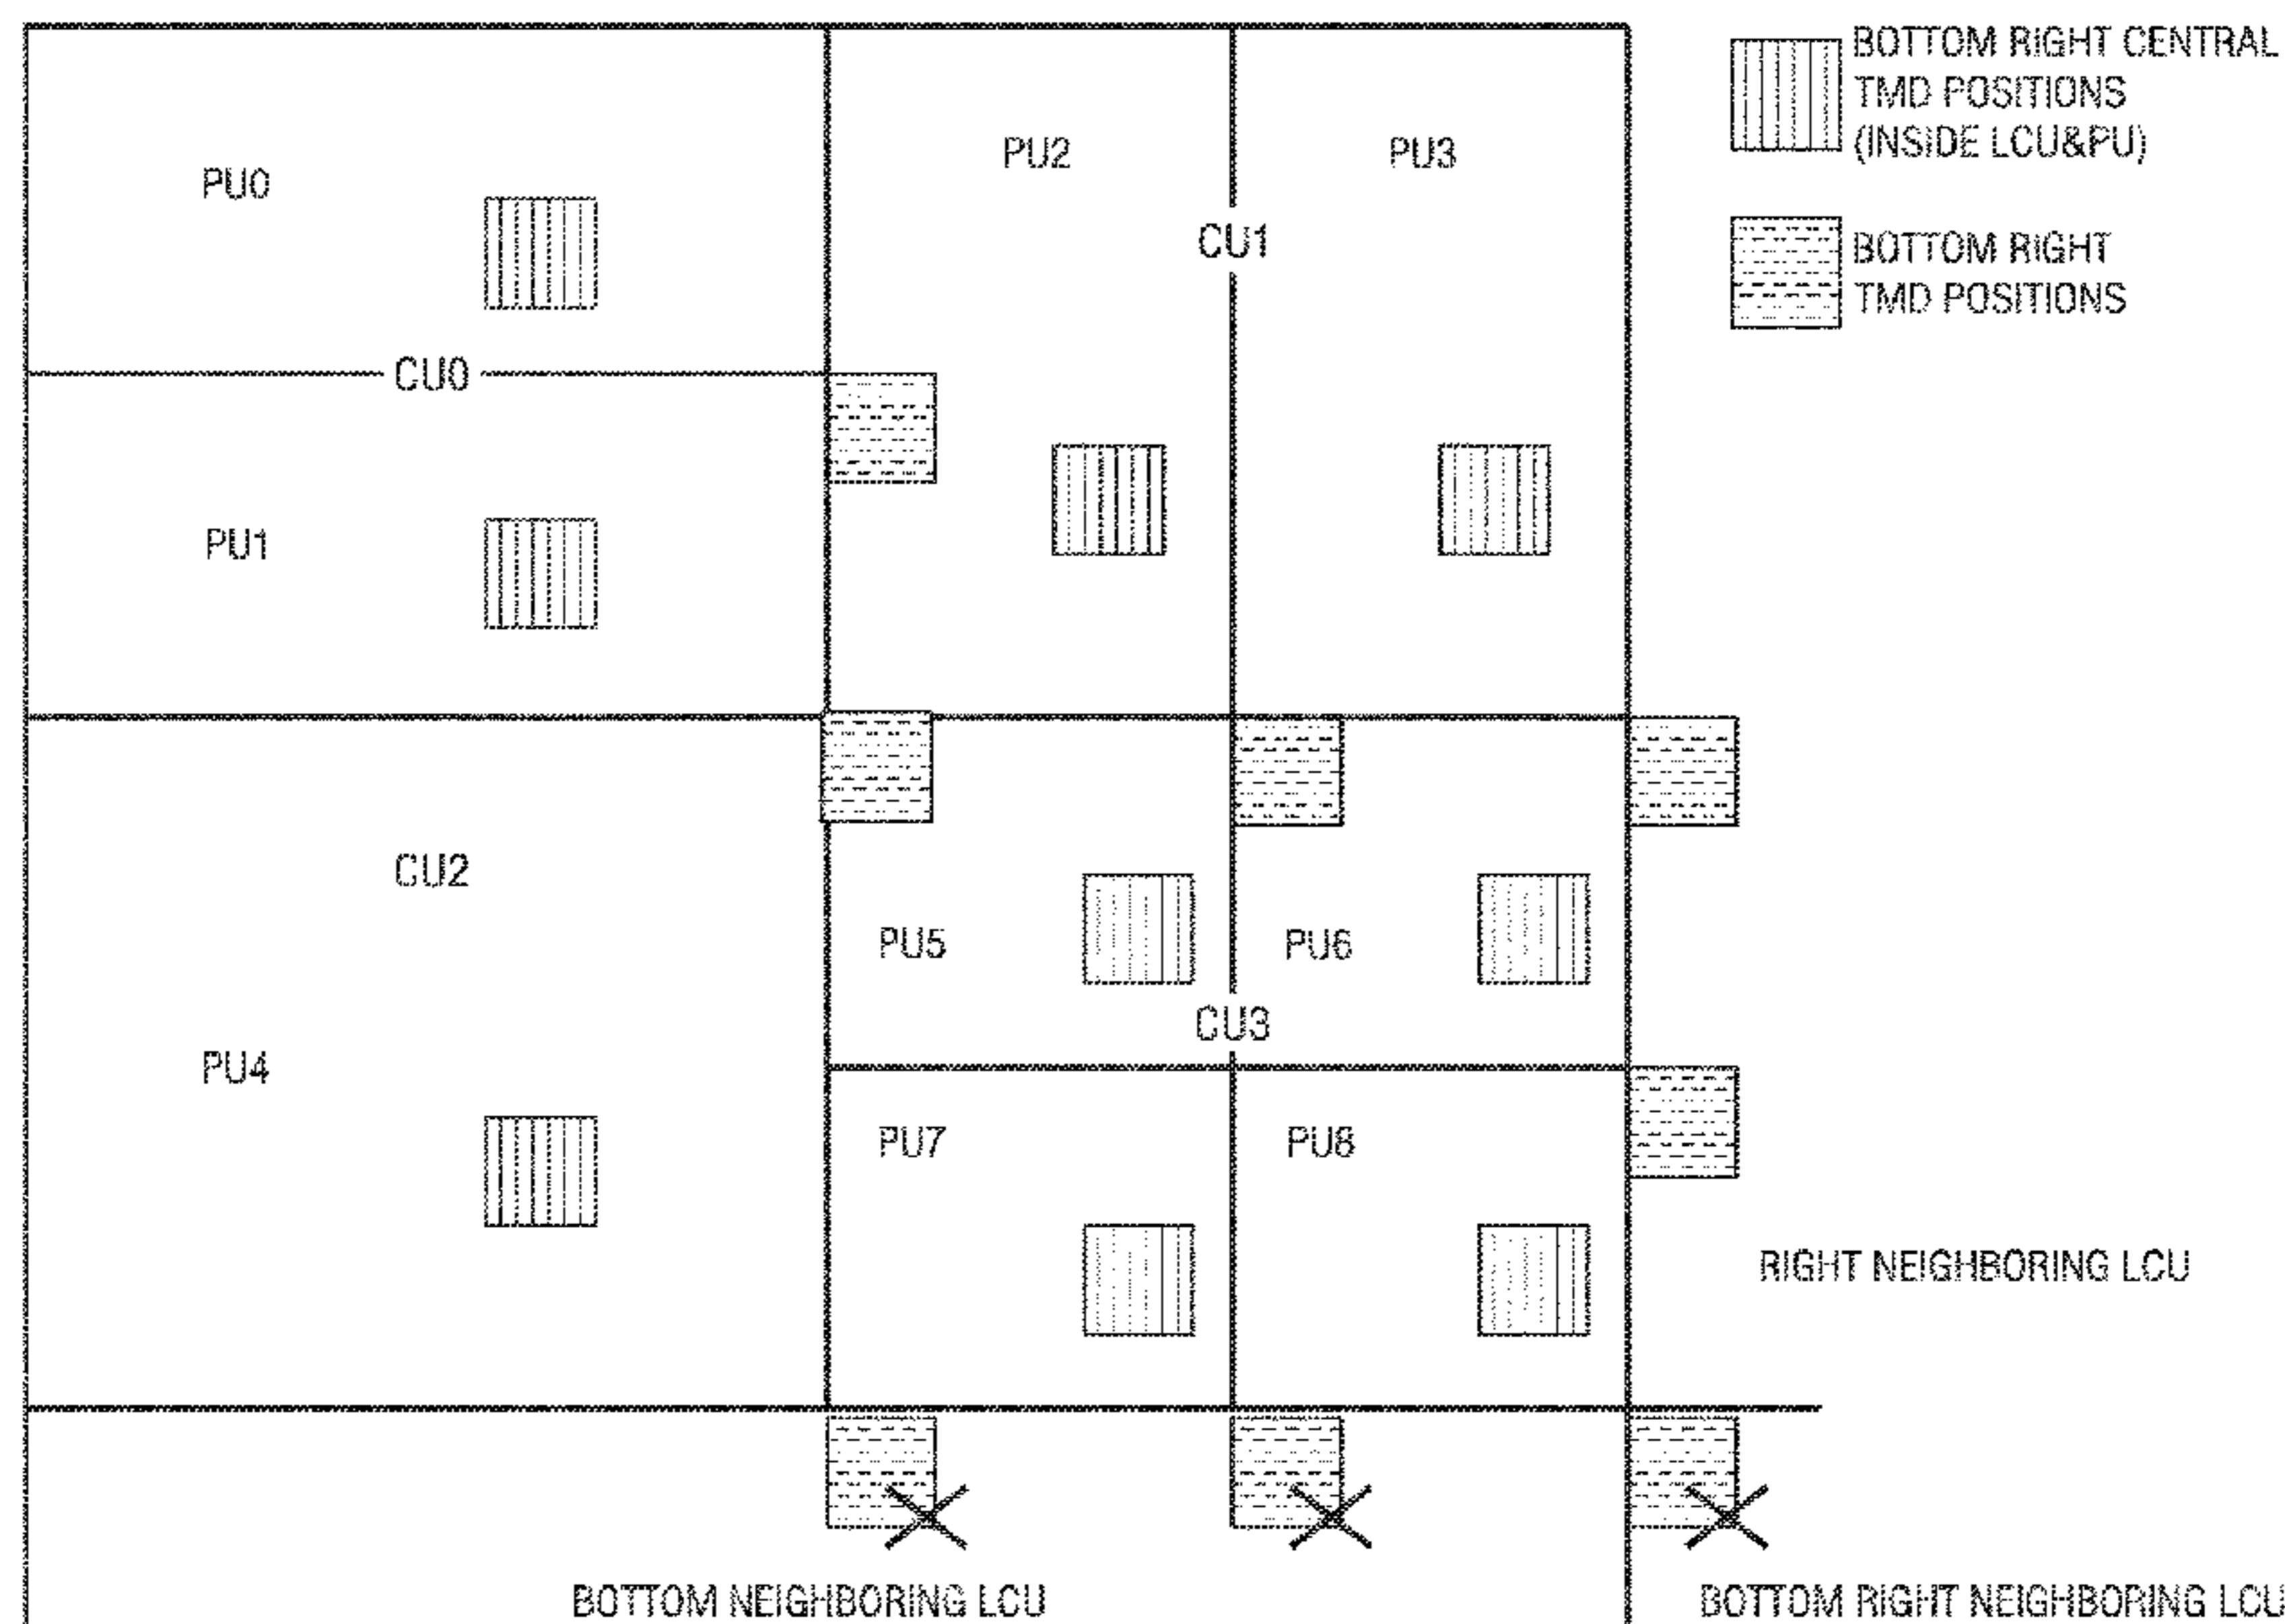 BOTTOM RIGHT CENTRAL
TMD POSITIONS
(INSIDE LCU&PU)
BOTTOM RIGHT
TMD POSITIONS
PU0
PU2
PU3
CU1
CU0
PU1
CU2
PU5
PU6
CU3
PU4
PU7
PU8
RIGHT NEIGHBORING LCU
BOTTOM NEIGHBORING LCU
BOTTOM RIGHT NEIGHBORING LCU